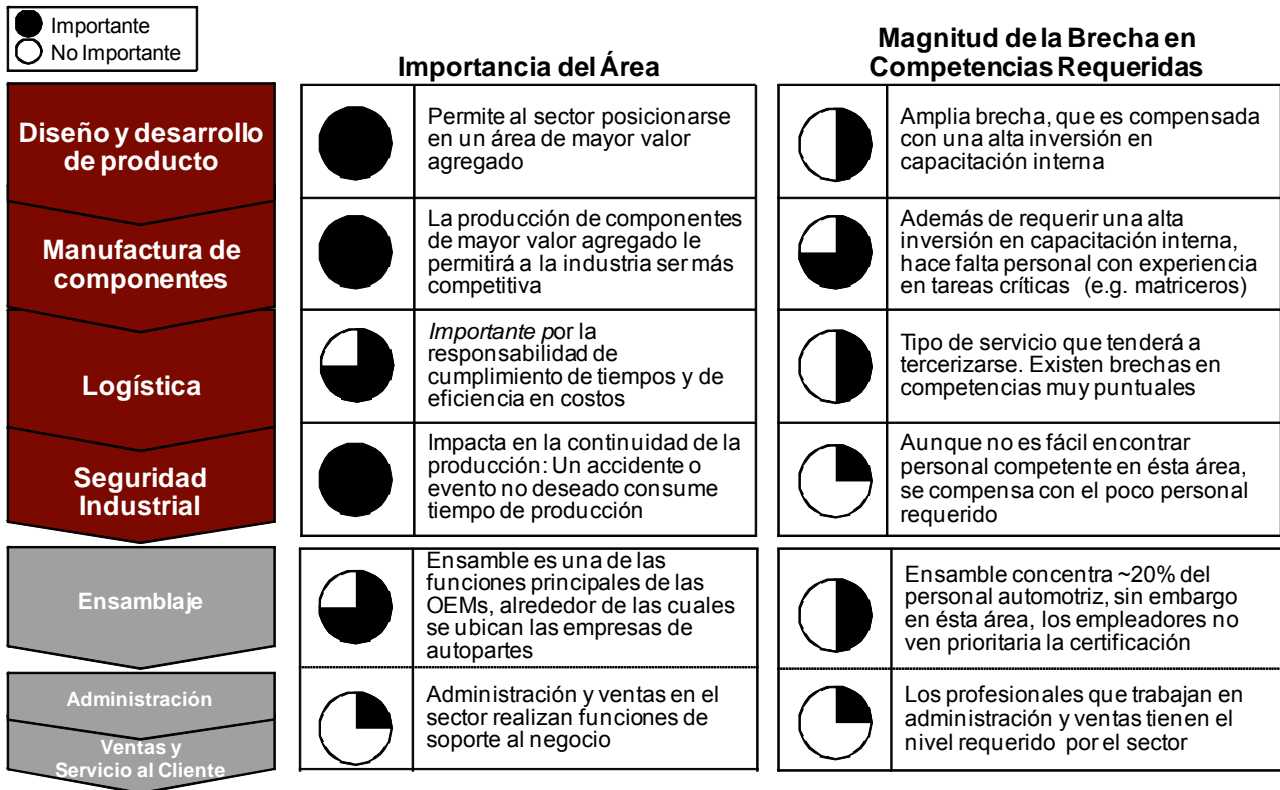 Importante
No Importante
Importancia del Área
Magnitud de la Brecha en
Competencias Requeridas
Diseño y desarrollo
de producto
Permite al sector posicionarse
en un área de mayor valor
agregado
Amplia brecha, que es compensada
con una alta inversión en
capacitación interna
Manufactura de
componentes
La producción de componentes
de mayor valor agregado le
permitirá a la industria ser más
competitiva
Además de requerir una alta
inversión en capacitación interna,
hace falta personal con experiencia
en tareas críticas (e.g. matriceros)
Logística
Importante por la
responsabilidad de
cumplimiento de tiempos y de
eficiencia en costos
Tipo de servicio que tenderá a
tercerizarse. Existen brechas en
competencias muy puntuales
Seguridad
Industrial
Impacta en la continuidad de la
producción: Un accidente o
evento no deseado consume
tiempo de producción
Aunque no es fácil encontrar
personal competente en ésta área,
se compensa con el poco personal
requerido
Ensamblaje
Ensamble es una de las
funciones principales de las
OEMs, alrededor de las cuales
se ubican las empresas de
autopartes
Ensamble concentra ~20% del
personal automotriz, sin embargo
en ésta área, los empleadores no
ven prioritaria la certificación
Administración
Ventas y
Servicio al Cliente
Administración y ventas en el
sector realizan funciones de
soporte al negocio
Los profesionales que trabajan en
administración y ventas tienen el
nivel requerido por el sector